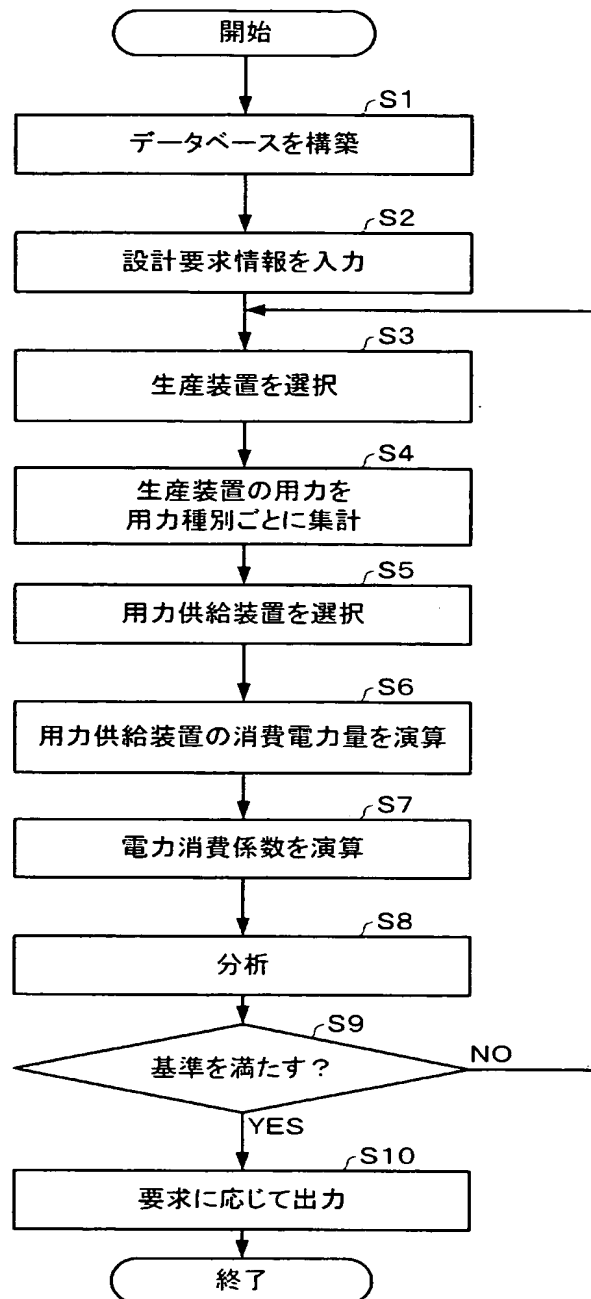 開始
S1
データベースを構築
S2
設計要求情報を入力
S3
生産装置を選択
S4
生産装置の用力を
用力種別ごとに集計
S5
用力供給装置を選択
S6
用力供給装置の消費電力量を演算
S7
電力消費係数を演算
S8
分析
S9
基準を満たす？
NO
YES
S10
要求に応じて出力
終了